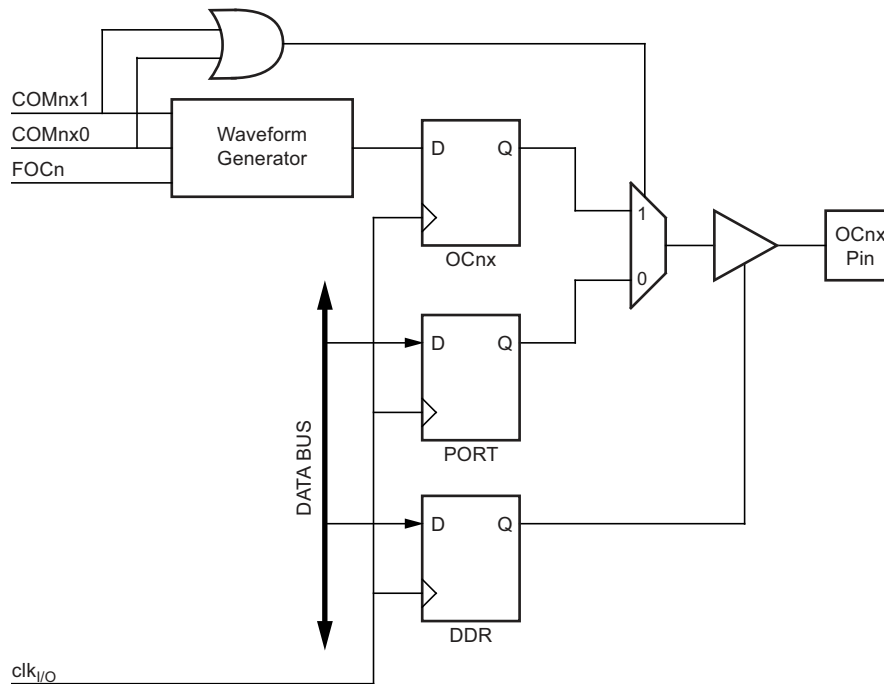 COMnx1
COMnx0
FOCn
Waveform
Generator
D
Q
OCnx
1
0
OCnx
Pin
D
Q
PORT
DATA BUS
D
Q
DDR
clkI/O